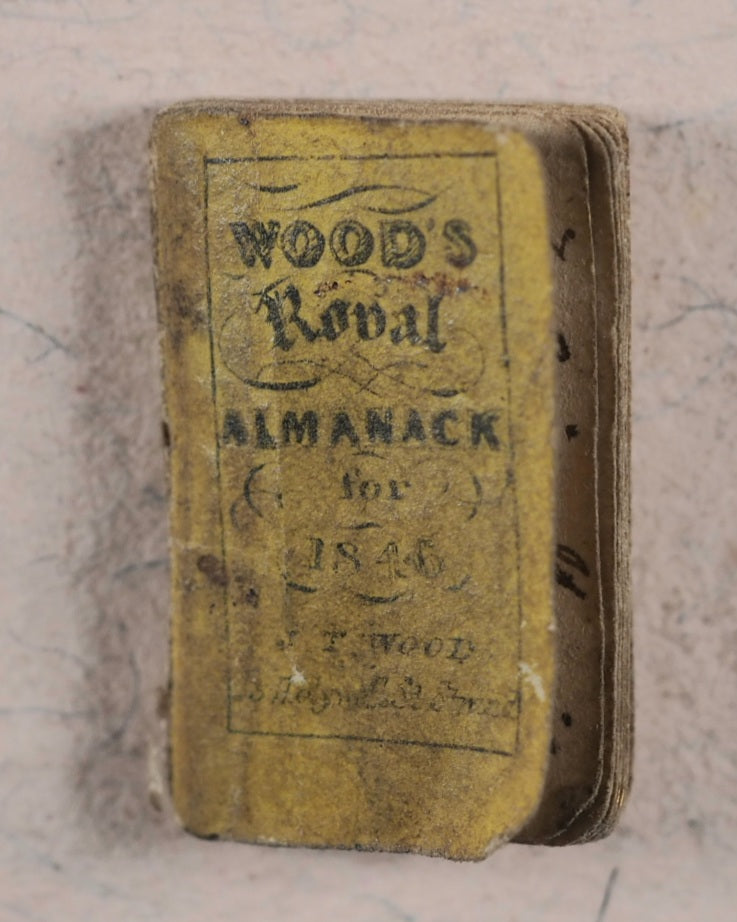 WOOD'S
Royal
ALMANACK
for
1846
J. T. WOOD